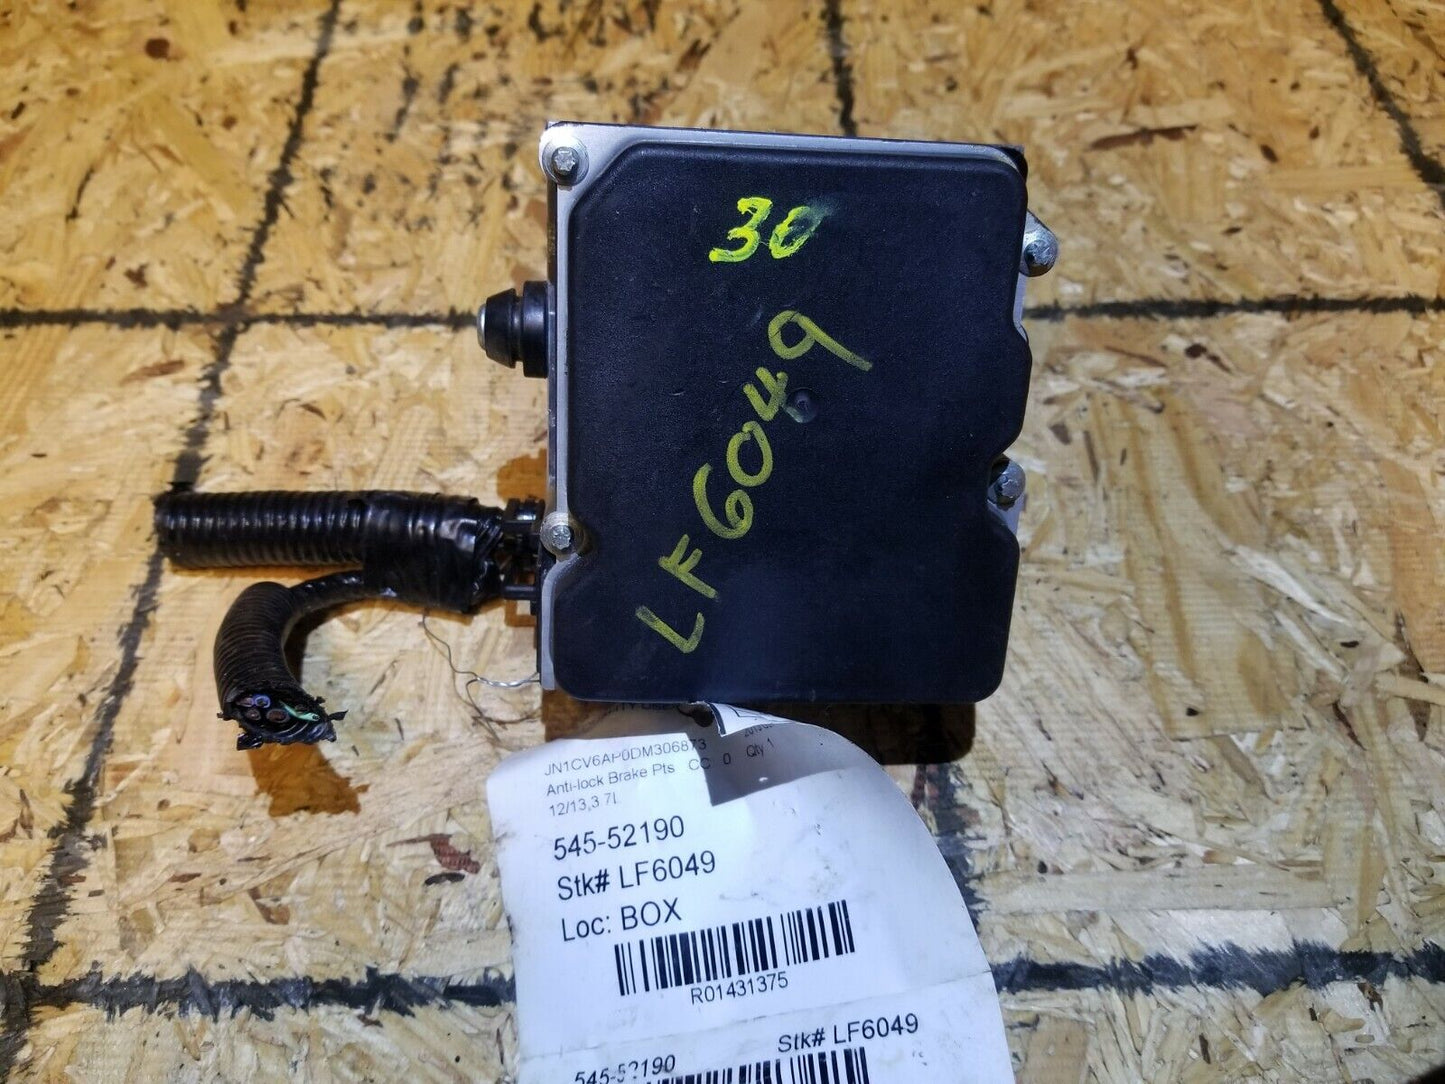 30
LF6049
JN1CV6AP0DM306873
Anti-lock Brake Pts CC 0 Qty 1
12/13,3.7L
545-52190
Stk# LF6049
Loc: BOX
R01431375
Stk# LF6049
545-52190